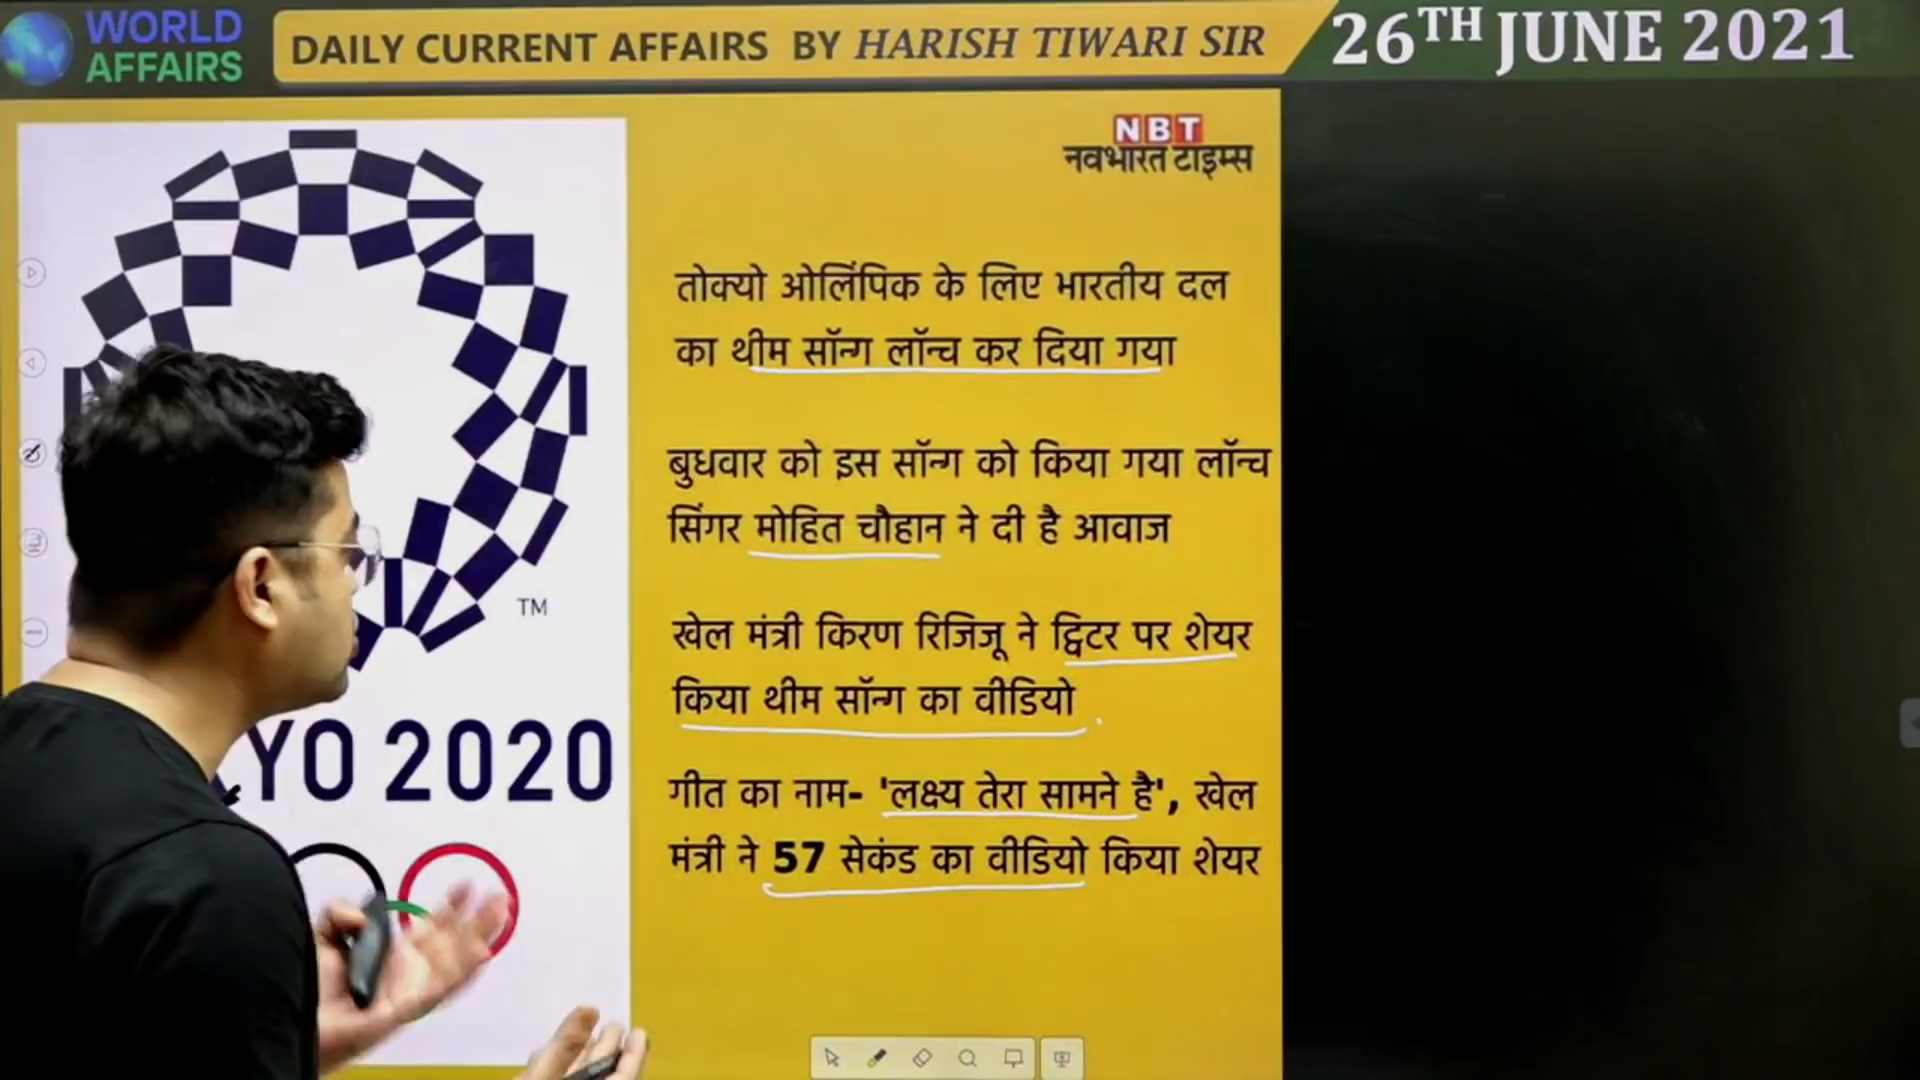 WORLD
AFFAIRS
DAILY CURRENT AFFAIRS BY HARISH TIWARI SIR
26TH JUNE 2021
NBT
नवभारत टाइम्स
तोक्यो ओलिंपिक के लिए भारतीय दल
का थीम सॉन्ग लॉन्च कर दिया गया
बुधवार को इस सॉन्ग को किया गया लॉन्च
सिंगर मोहित चौहान ने दी है आवाज
खेल मंत्री किरण रिजिजू ने ट्विटर पर शेयर
किया थीम सॉन्ग का वीडियो
गीत का नाम- 'लक्ष्य तेरा सामने है', खेल
मंत्री ने 57 सेकंड का वीडियो किया शेयर
TM
YO 2020